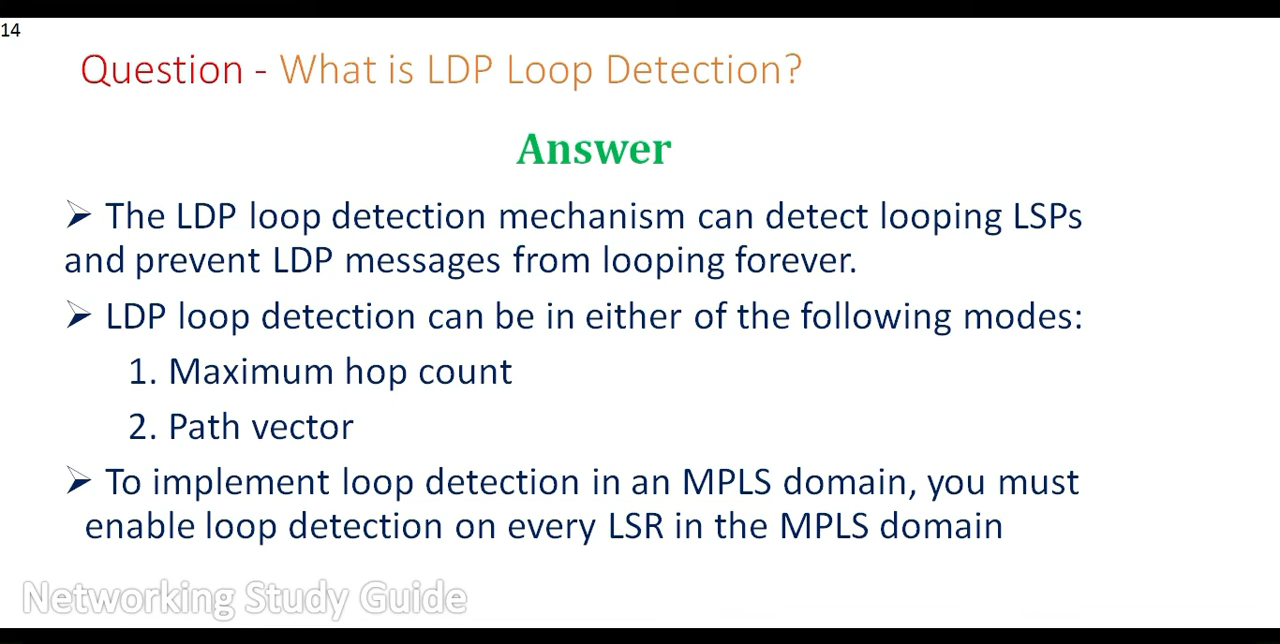 14
Question - What is LDP Loop Detection?
Answer
➢ The LDP loop detection mechanism can detect looping LSPs
and prevent LDP messages from looping forever.
➢ LDP loop detection can be in either of the following modes:
1. Maximum hop count
2. Path vector
➢ To implement loop detection in an MPLS domain, you must
enable loop detection on every LSR in the MPLS domain
Networking Study Guide